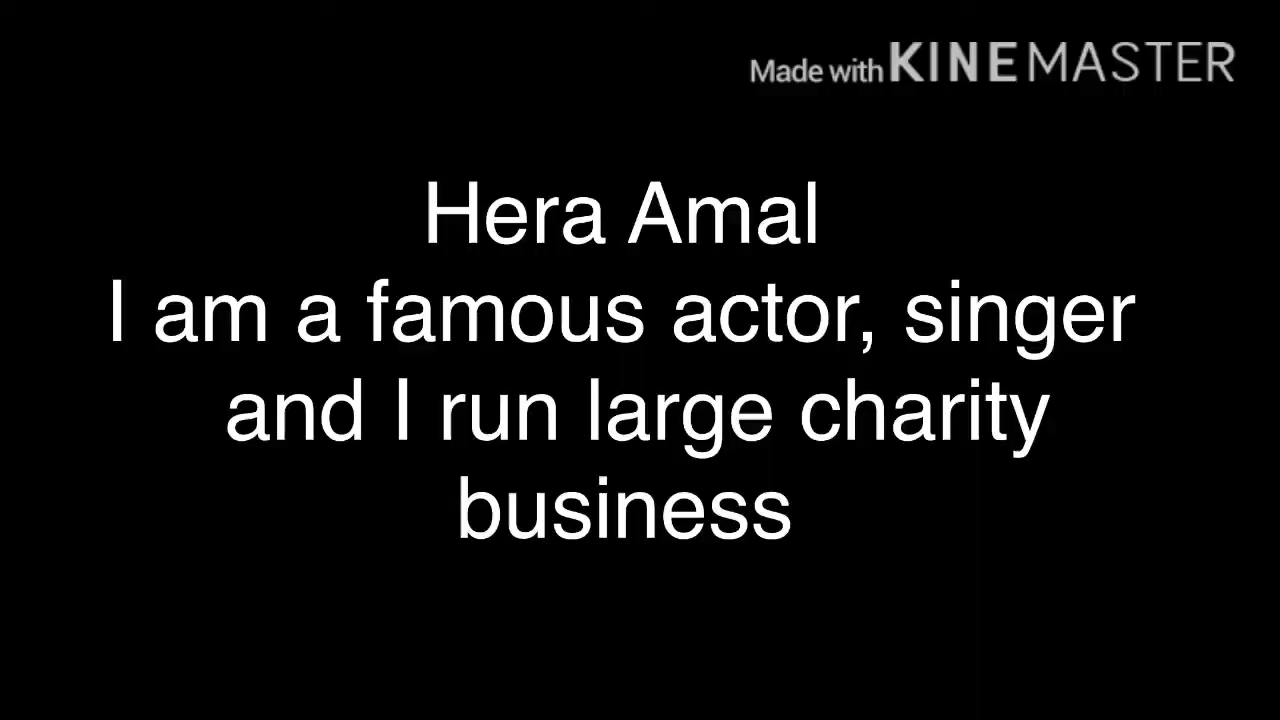 Made with KINEMASTER
Hera Amal
I am a famous actor, singer
and I run large charity
business